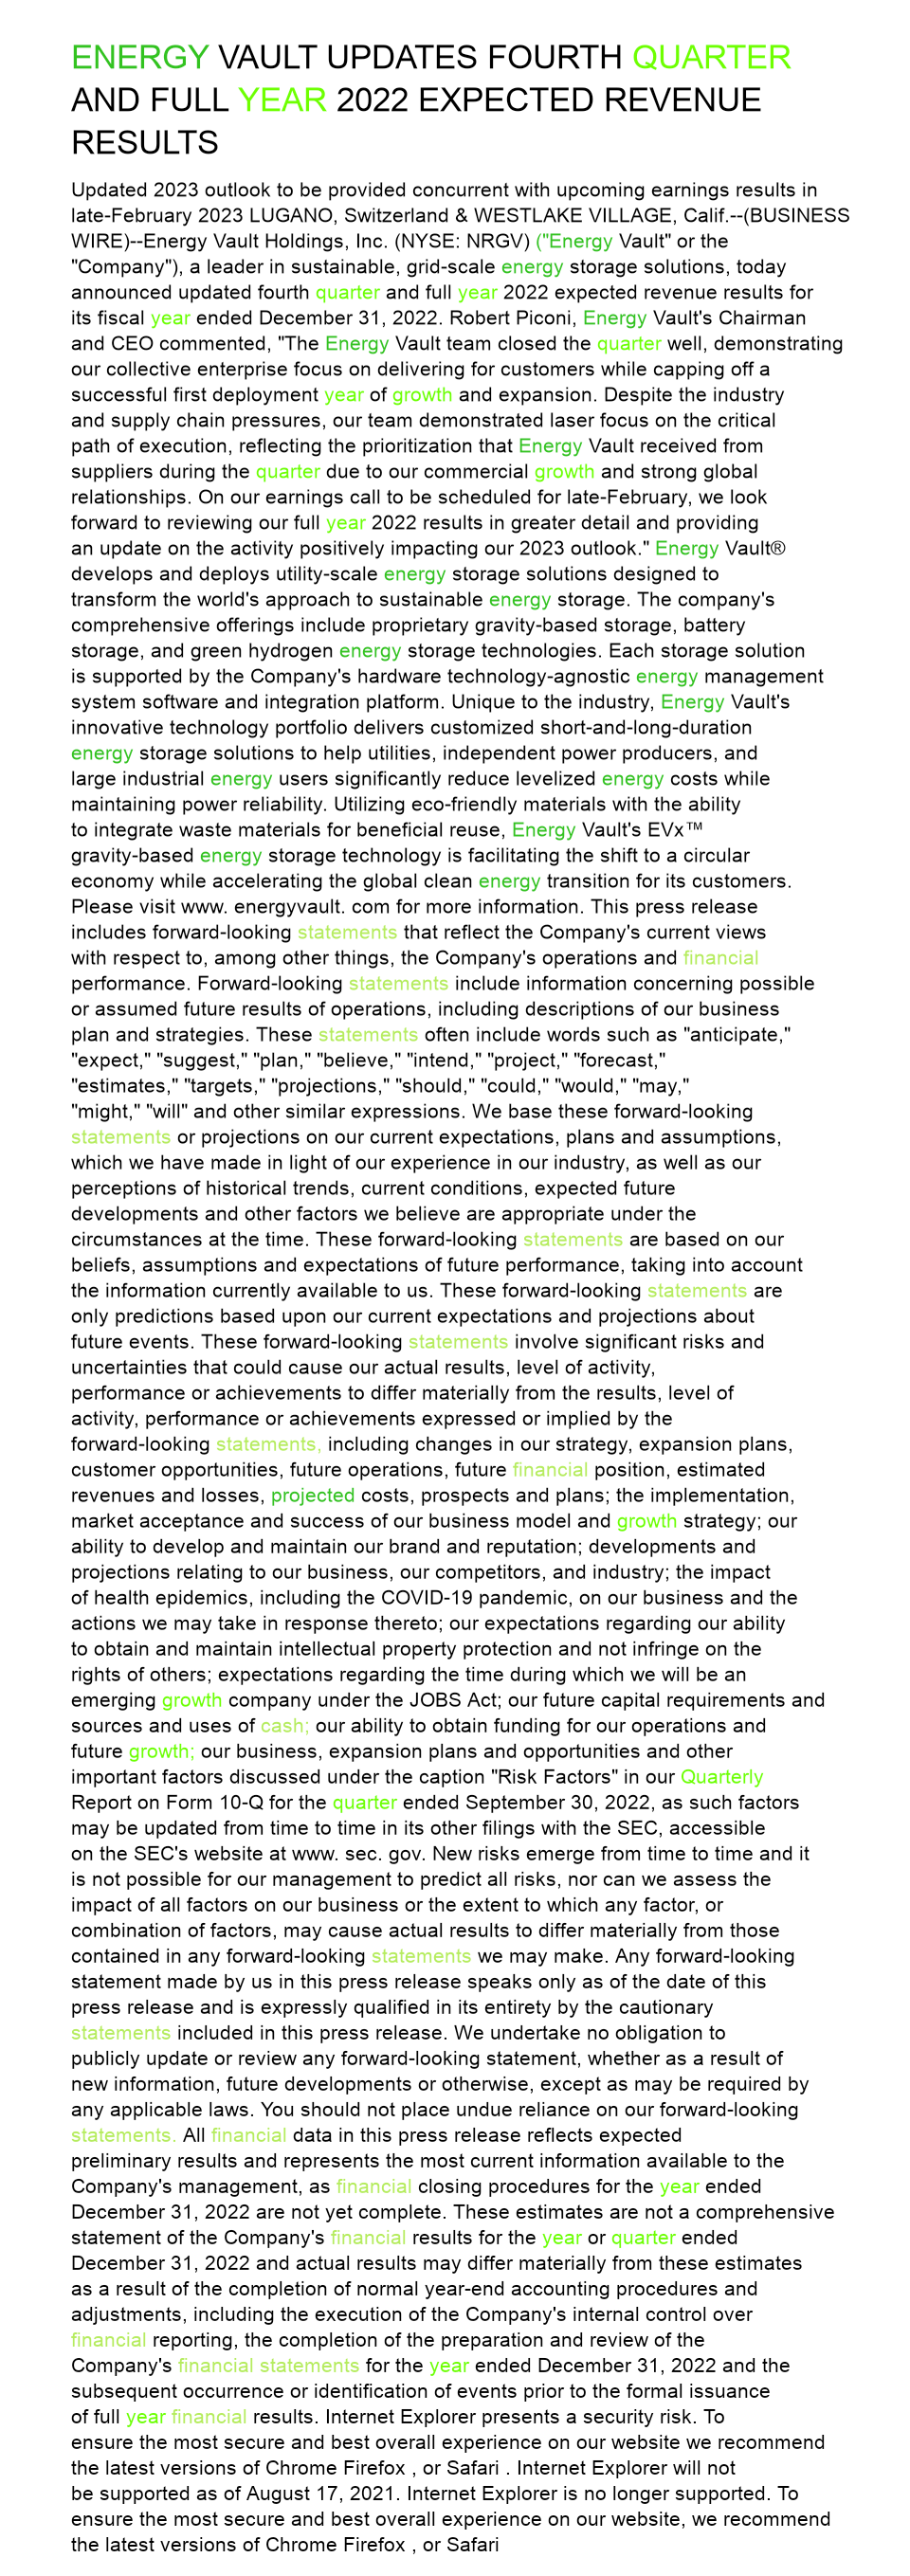 ENERGY VAULT UPDATES FOURTH QUARTER
AND FULL YEAR 2022 EXPECTED REVENUE
RESULTS
Updated 2023 outlook to be provided concurrent with upcoming earnings results in
late-February 2023 LUGANO, Switzerland & WESTLAKE VILLAGE, Calif.--(BUSINESS
WIRE)--Energy Vault Holdings, Inc. (NYSE: NRGV) ("Energy Vault" or the
"Company"), a leader in sustainable, grid-scale energy storage solutions, today
announced updated fourth quarter and full year 2022 expected revenue results for
its fiscal year ended December 31, 2022. Robert Piconi, Energy Vault's Chairman
and CEO commented, "The Energy Vault team closed the quarter well, demonstrating
our collective enterprise focus on delivering for customers while capping off a
successful first deployment year of growth and expansion. Despite the industry
and supply chain pressures, our team demonstrated laser focus on the critical
path of execution, reflecting the prioritization that Energy Vault received from
suppliers during the quarter due to our commercial growth and strong global
relationships. On our earnings call to be scheduled for late-February, we look
forward to reviewing our full year 2022 results in greater detail and providing
an update on the activity positively impacting our 2023 outlook." Energy Vault®
develops and deploys utility-scale energy storage solutions designed to
transform the world's approach to sustainable energy storage. The company's
comprehensive offerings include proprietary gravity-based storage, battery
storage, and green hydrogen energy storage technologies. Each storage solution
is supported by the Company's hardware technology-agnostic energy management
system software and integration platform. Unique to the industry, Energy Vault's
innovative technology portfolio delivers customized short-and-long-duration
energy storage solutions to help utilities, independent power producers, and
large industrial energy users significantly reduce levelized energy costs while
maintaining power reliability. Utilizing eco-friendly materials with the ability
to integrate waste materials for beneficial reuse, Energy Vault's EVx™
gravity-based energy storage technology is facilitating the shift to a circular
economy while accelerating the global clean energy transition for its customers.
Please visit www. energyvault. com for more information. This press release
includes forward-looking statements that reflect the Company's current views
with respect to, among other things, the Company's operations and financial
performance. Forward-looking statements include information concerning possible
or assumed future results of operations, including descriptions of our business
plan and strategies. These statements often include words such as "anticipate,"
"expect," "suggest," "plan," "believe," "intend," "project," "forecast,"
"estimates," "targets," "projections," "should," "could," "would," "may,"
"might," "will" and other similar expressions. We base these forward-looking
statements or projections on our current expectations, plans and assumptions,
which we have made in light of our experience in our industry, as well as our
perceptions of historical trends, current conditions, expected future
developments and other factors we believe are appropriate under the
circumstances at the time. These forward-looking statements are based on our
beliefs, assumptions and expectations of future performance, taking into account
the information currently available to us. These forward-looking statements are
only predictions based upon our current expectations and projections about
future events. These forward-looking statements involve significant risks and
uncertainties that could cause our actual results, level of activity,
performance or achievements to differ materially from the results, level of
activity, performance or achievements expressed or implied by the
forward-looking statements, including changes in our strategy, expansion plans,
customer opportunities, future operations, future financial position, estimated
revenues and losses, projected costs, prospects and plans; the implementation,
market acceptance and success of our business model and growth strategy; our
ability to develop and maintain our brand and reputation; developments and
projections relating to our business, our competitors, and industry; the impact
of health epidemics, including the COVID-19 pandemic, on our business and the
actions we may take in response thereto; our expectations regarding our ability
to obtain and maintain intellectual property protection and not infringe on the
rights of others; expectations regarding the time during which we will be an
emerging growth company under the JOBS Act; our future capital requirements and
sources and uses of cash; our ability to obtain funding for our operations and
future growth; our business, expansion plans and opportunities and other
important factors discussed under the caption "Risk Factors" in our Quarterly
Report on Form 10-Q for the quarter ended September 30, 2022, as such factors
may be updated from time to time in its other filings with the SEC, accessible
on the SEC's website at www. sec. gov. New risks emerge from time to time and it
is not possible for our management to predict all risks, nor can we assess the
impact of all factors on our business or the extent to which any factor, or
combination of factors, may cause actual results to differ materially from those
contained in any forward-looking statements we may make. Any forward-looking
statement made by us in this press release speaks only as of the date of this
press release and is expressly qualified in its entirety by the cautionary
statements included in this press release. We undertake no obligation to
publicly update or review any forward-looking statement, whether as a result of
new information, future developments or otherwise, except as may be required by
any applicable laws. You should not place undue reliance on our forward-looking
statements. All financial data in this press release reflects expected
preliminary results and represents the most current information available to the
Company's management, as financial closing procedures for the year ended
December 31, 2022 are not yet complete. These estimates are not a comprehensive
statement of the Company's financial results for the year or quarter ended
December 31, 2022 and actual results may differ materially from these estimates
as a result of the completion of normal year-end accounting procedures and
adjustments, including the execution of the Company's internal control over
financial reporting, the completion of the preparation and review of the
Company's financial statements for the year ended December 31, 2022 and the
subsequent occurrence or identification of events prior to the formal issuance
of full year financial results. Internet Explorer presents a security risk. To
ensure the most secure and best overall experience on our website we recommend
the latest versions of Chrome Firefox , or Safari . Internet Explorer will not
be supported as of August 17, 2021. Internet Explorer is no longer supported. To
ensure the most secure and best overall experience on our website, we recommend
the latest versions of Chrome Firefox , or Safari